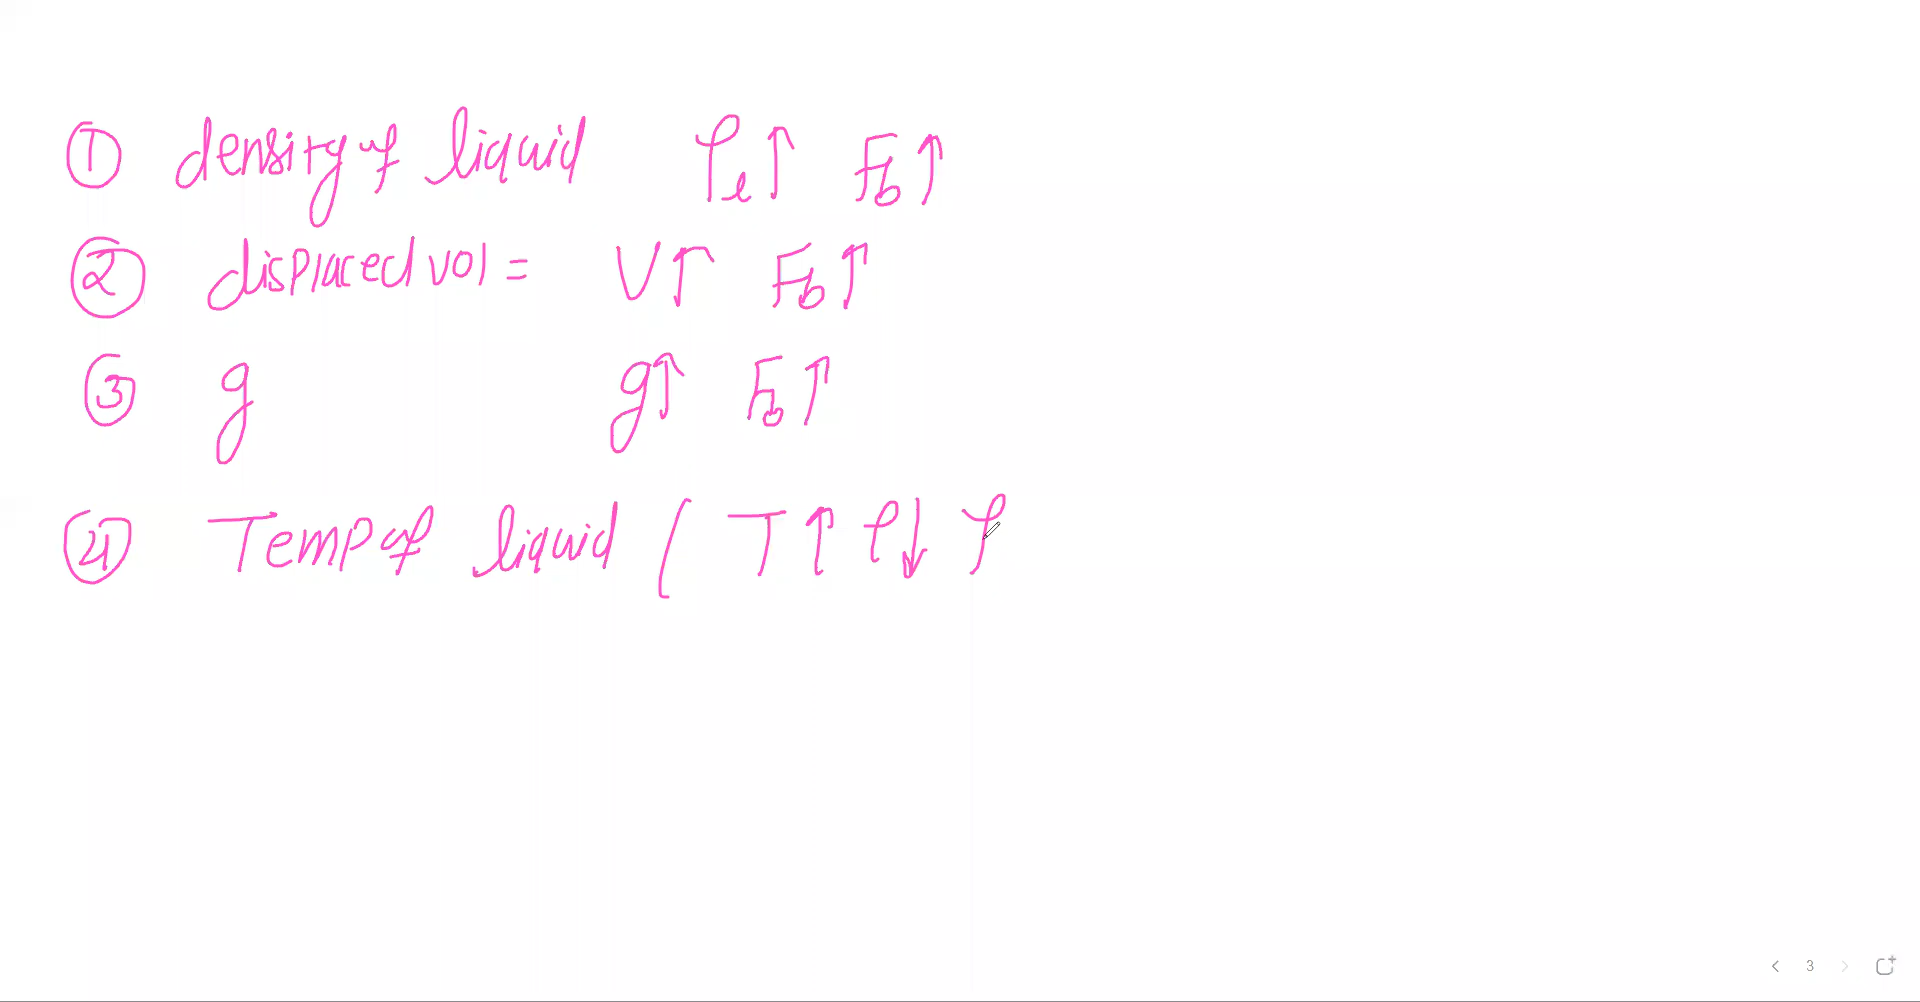 ① density of liquid ρₗ↑ Fb↑
② displaced vol = V↑ Fb↑
③ g g↑ Fb↑
④ Temp of liquid ( T↑ ρ↓ ρ
3